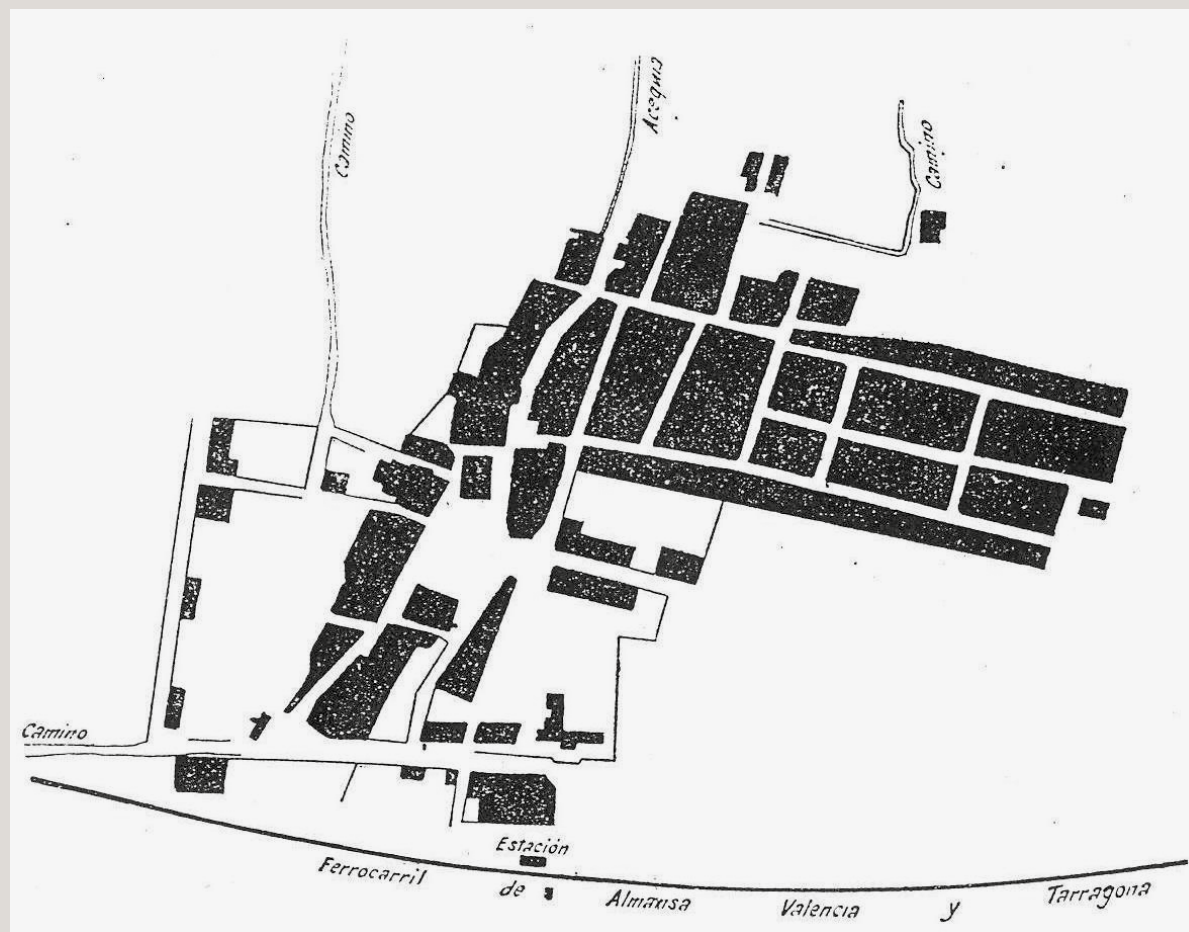 Camino
Acequia
Camino
Camino
Estación
Ferrocarril de Almansa Valencia y Tarragona